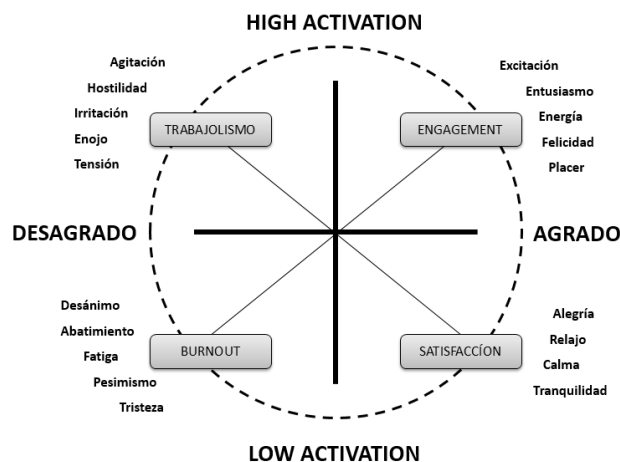 HIGH ACTIVATION
Agitación
Hostilidad
Irritación
Enojo
Tensión
TRABAJOLISMO
Excitación
Entusiasmo
Energía
Felicidad
Placer
ENGAGEMENT
DESAGRADO
AGRADO
Desánimo
Abatimiento
Fatiga
Pesimismo
Tristeza
BURNOUT
Alegría
Relajo
Calma
Tranquilidad
SATISFACCÍON
LOW ACTIVATION